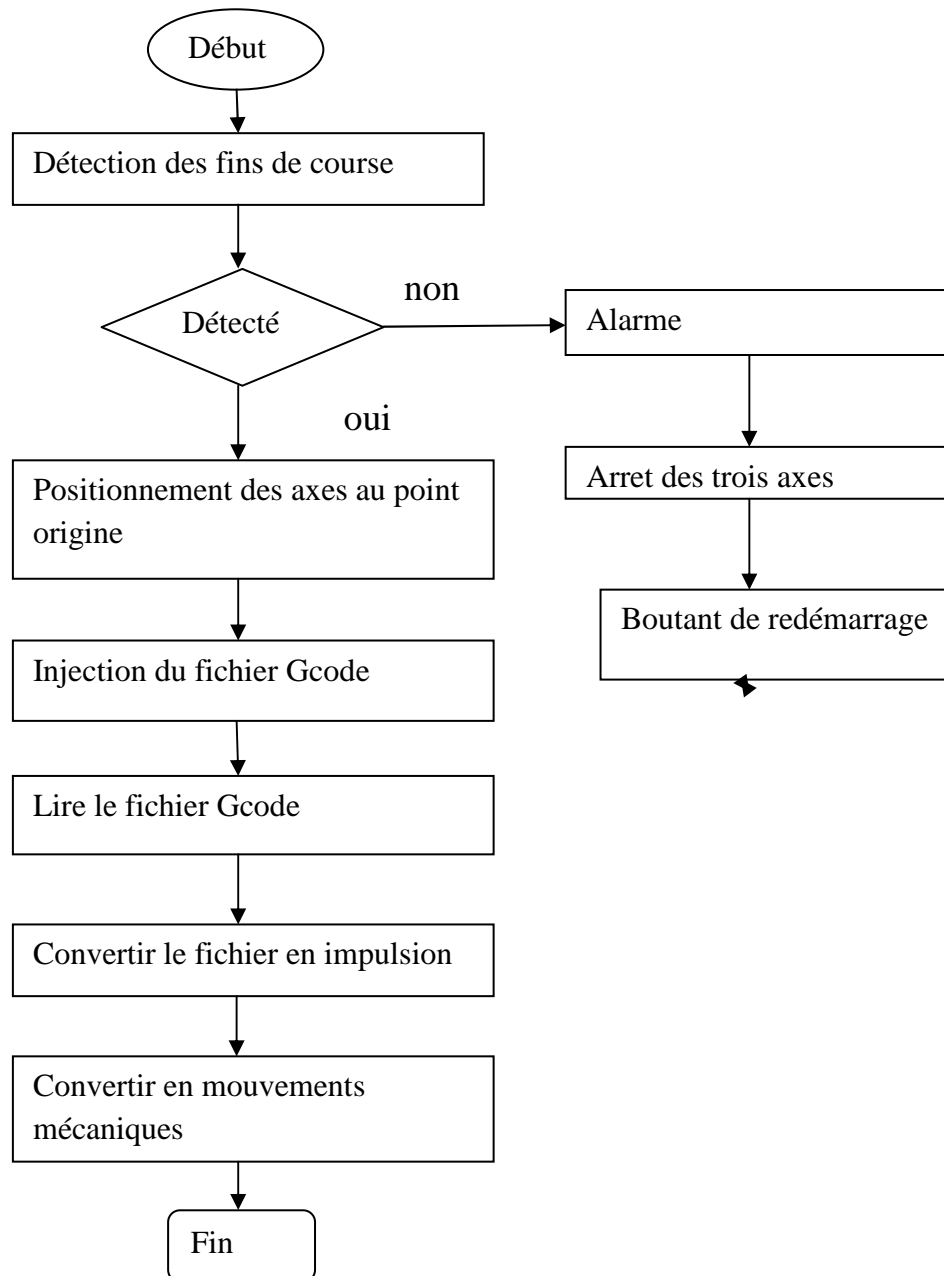 Début
Détection des fins de course
non
Détecté
Alarme
oui
Arret des trois axes
Positionnement des axes au point
origine
Boutant de redémarrage
Injection du fichier Gcode
Lire le fichier Gcode
Convertir le fichier en impulsion
Convertir en mouvements
mécaniques
Fin